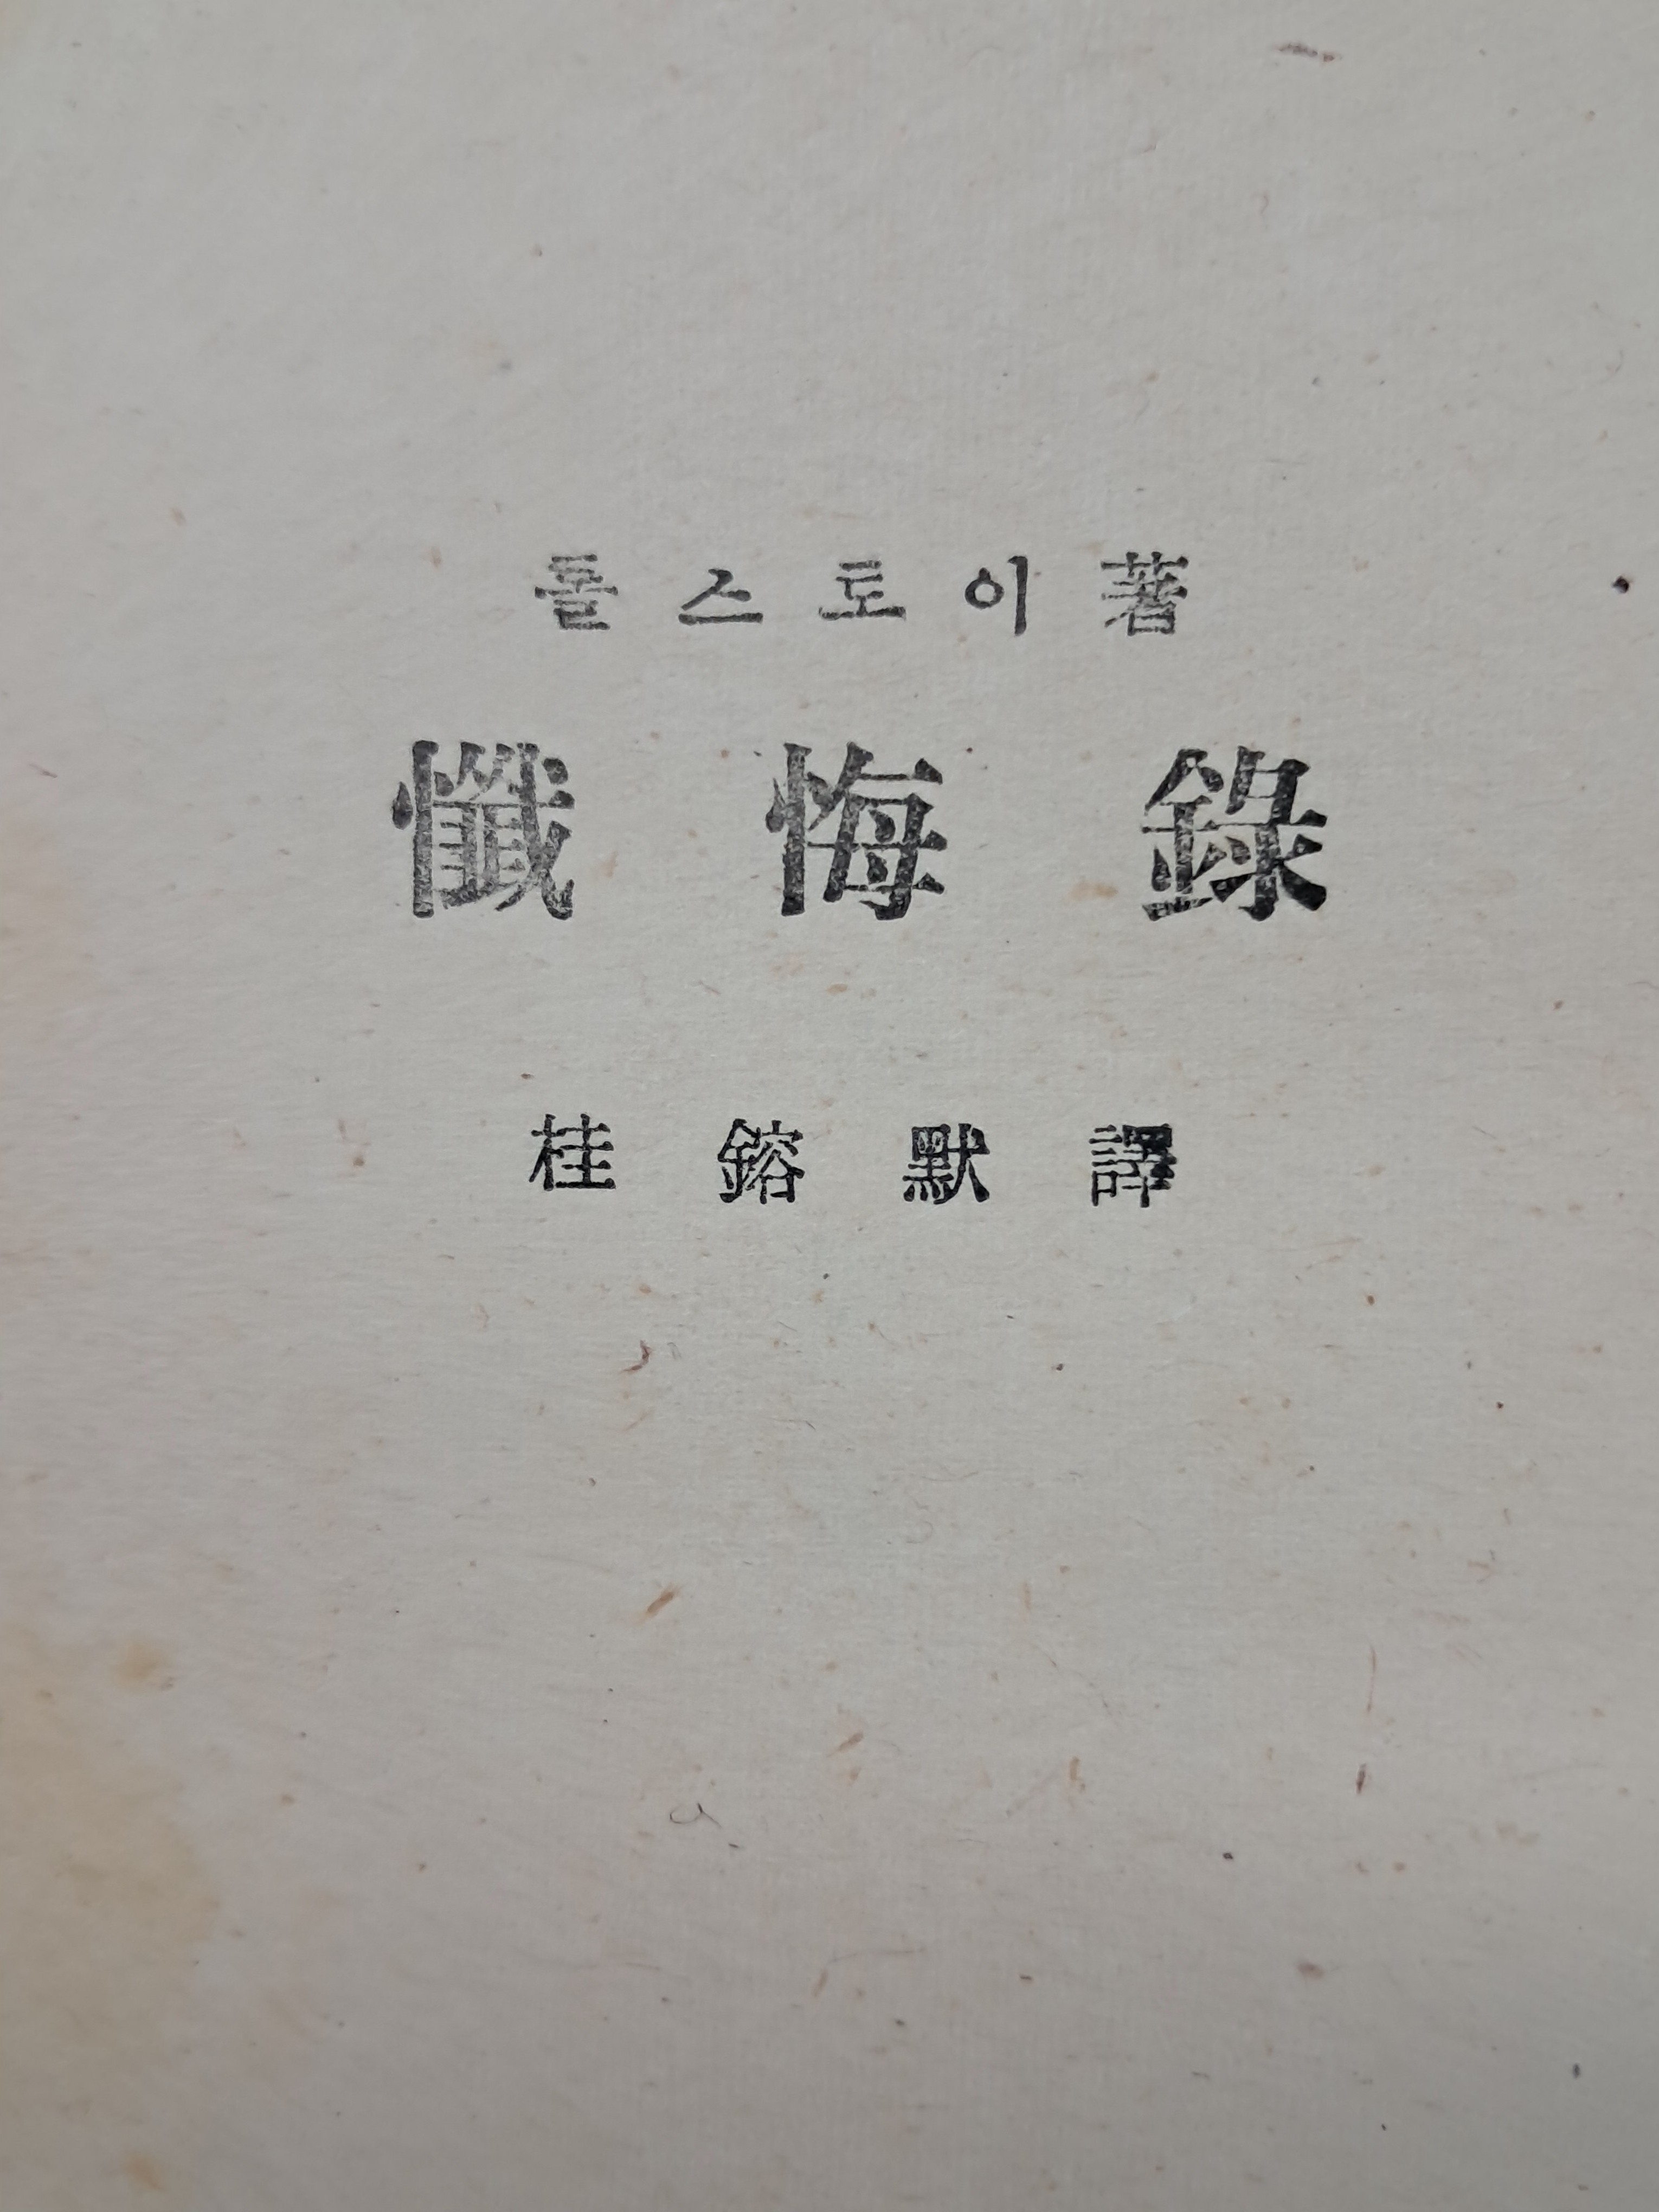 톨스토이 著
懺悔錄
桂鎔默 譯